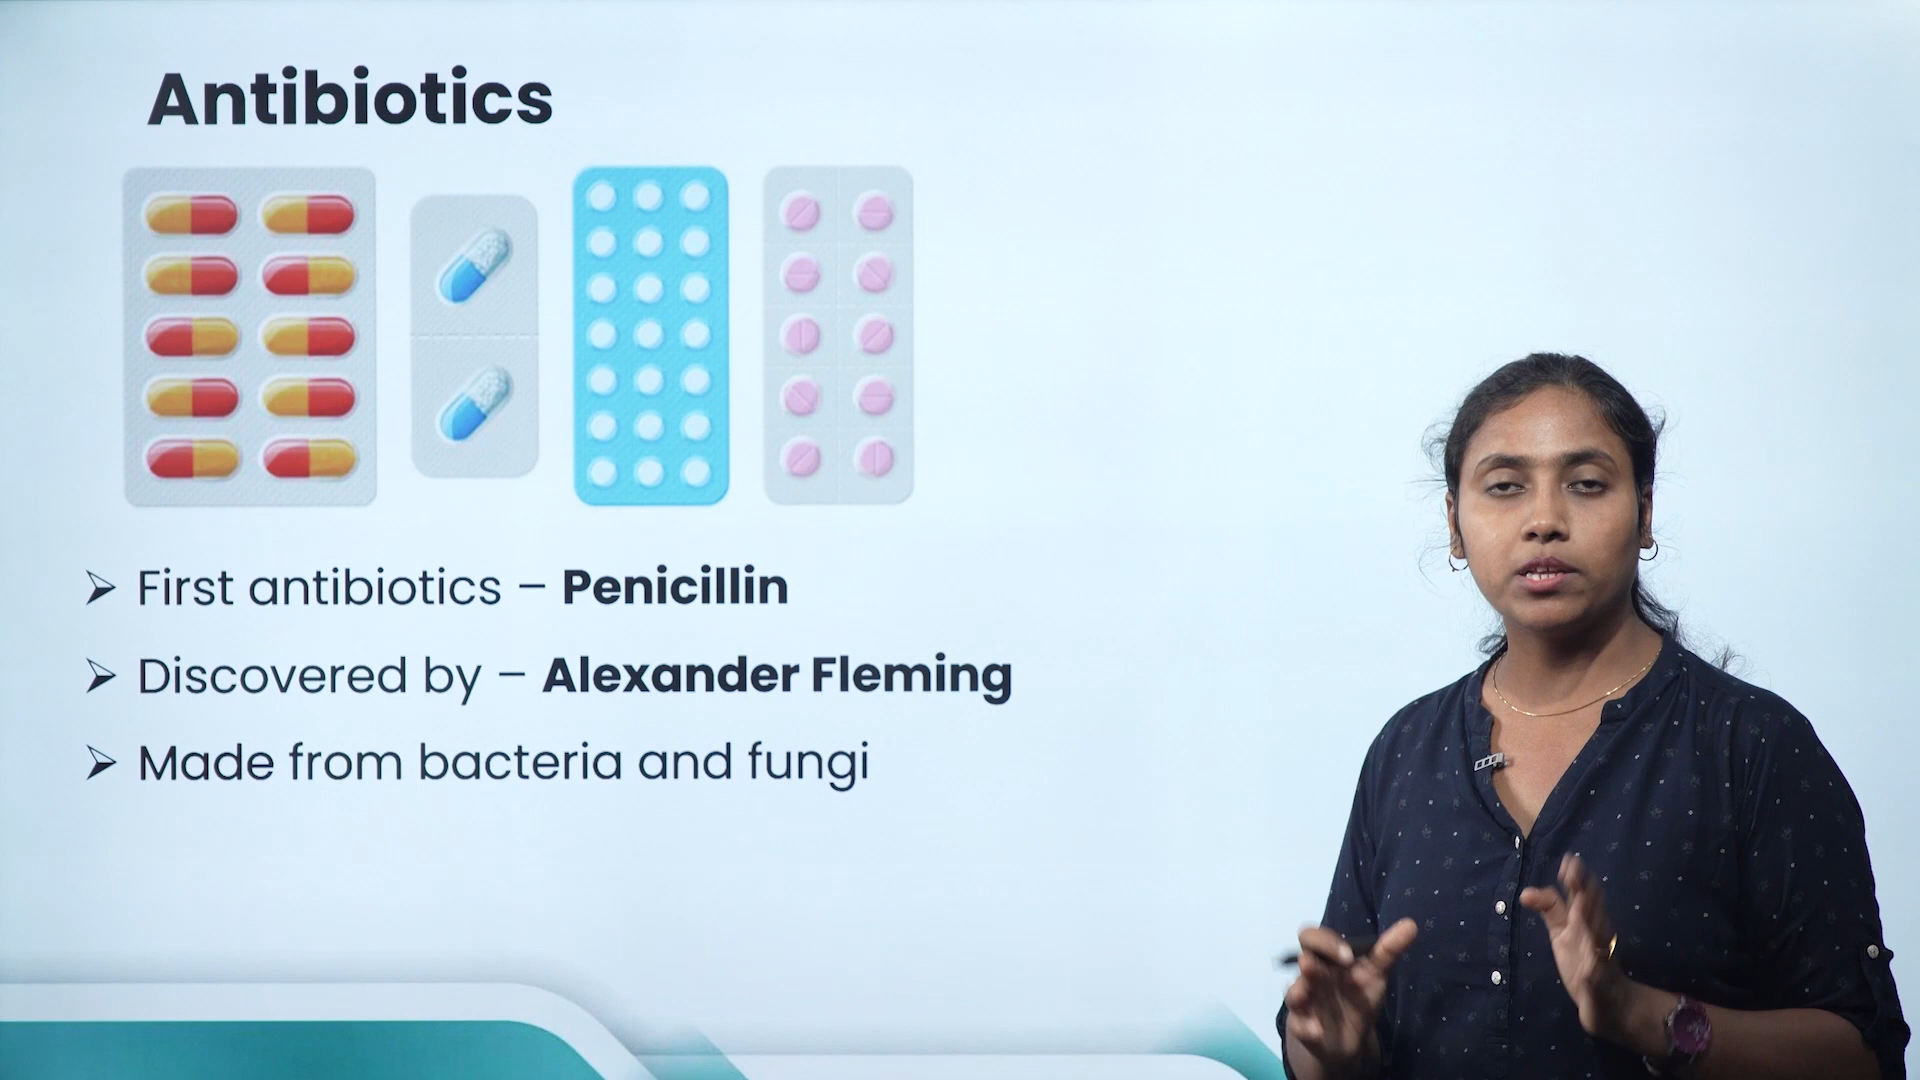 Antibiotics
➢ First antibiotics – Penicillin
➢ Discovered by – Alexander Fleming
➢ Made from bacteria and fungi